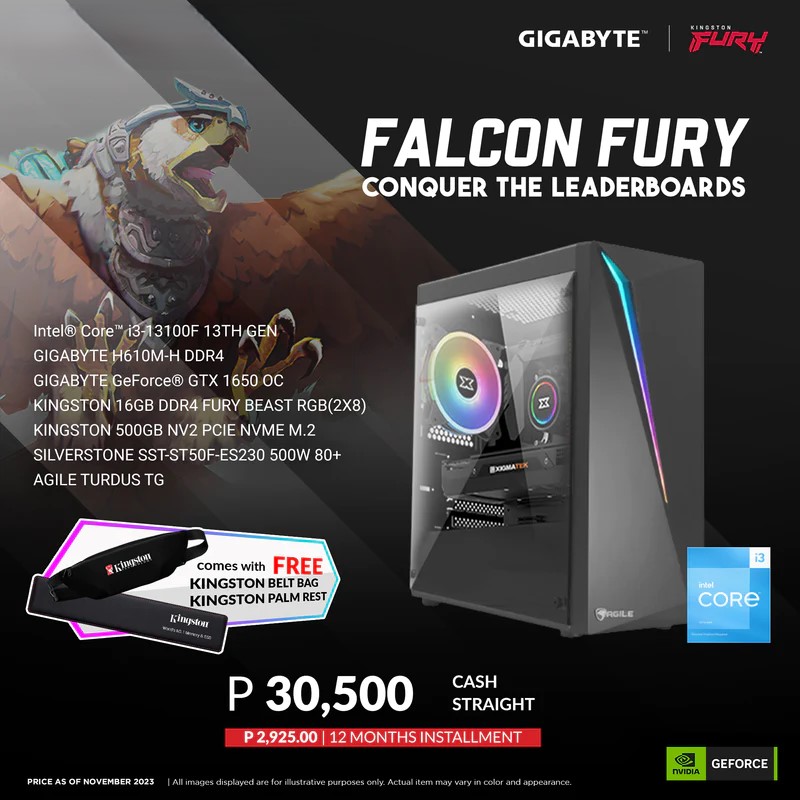 GIGABYTE™
KINGSTON
FURY
FALCON FURY
CONQUER THE LEADERBOARDS
Intel® Core™ i3-13100F 13TH GEN
GIGABYTE H610M-H DDR4
GIGABYTE GeForce® GTX 1650 OC
KINGSTON 16GB DDR4 FURY BEAST RGB(2X8)
KINGSTON 500GB NV2 PCIE NVME M.2
SILVERSTONE SST-ST50F-ES230 500W 80+
AGILE TURDUS TG
XIGMATEK
AGILE
i3
intel
CORE
Kingston
Kingston
comes with FREE
KINGSTON BELT BAG
KINGSTON PALM REST
P 30,500
CASH
STRAIGHT
P 2,925.00 | 12 MONTHS INSTALLMENT
NVIDIA
GEFORCE
PRICE AS OF NOVEMBER 2023 | All images displayed are for illustrative purposes only. Actual item may vary in color and appearance.